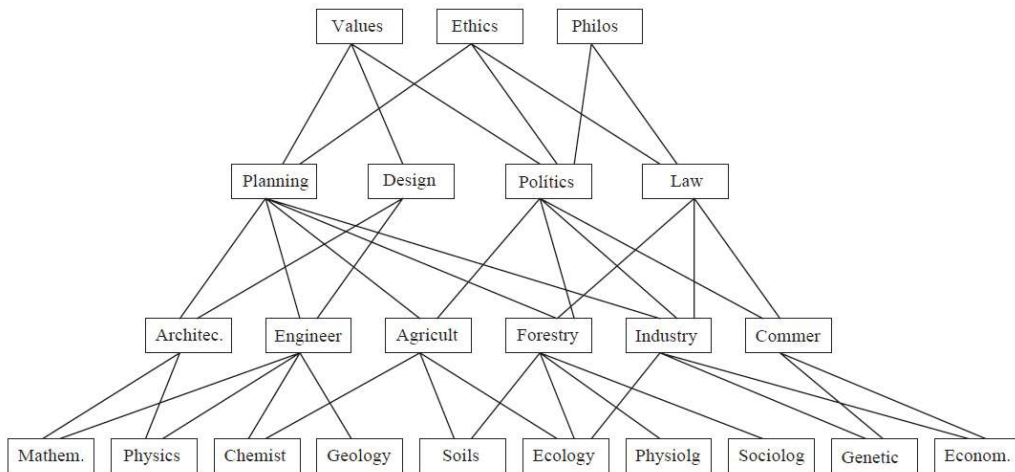 Values Ethics Philos
Planning Design Polítics Law
Architec. Engineer Agricult Forestry Industry Commer
Mathem. Physics Chemist Geology Soils Ecology Physiolg Sociolog Genetic Econom.